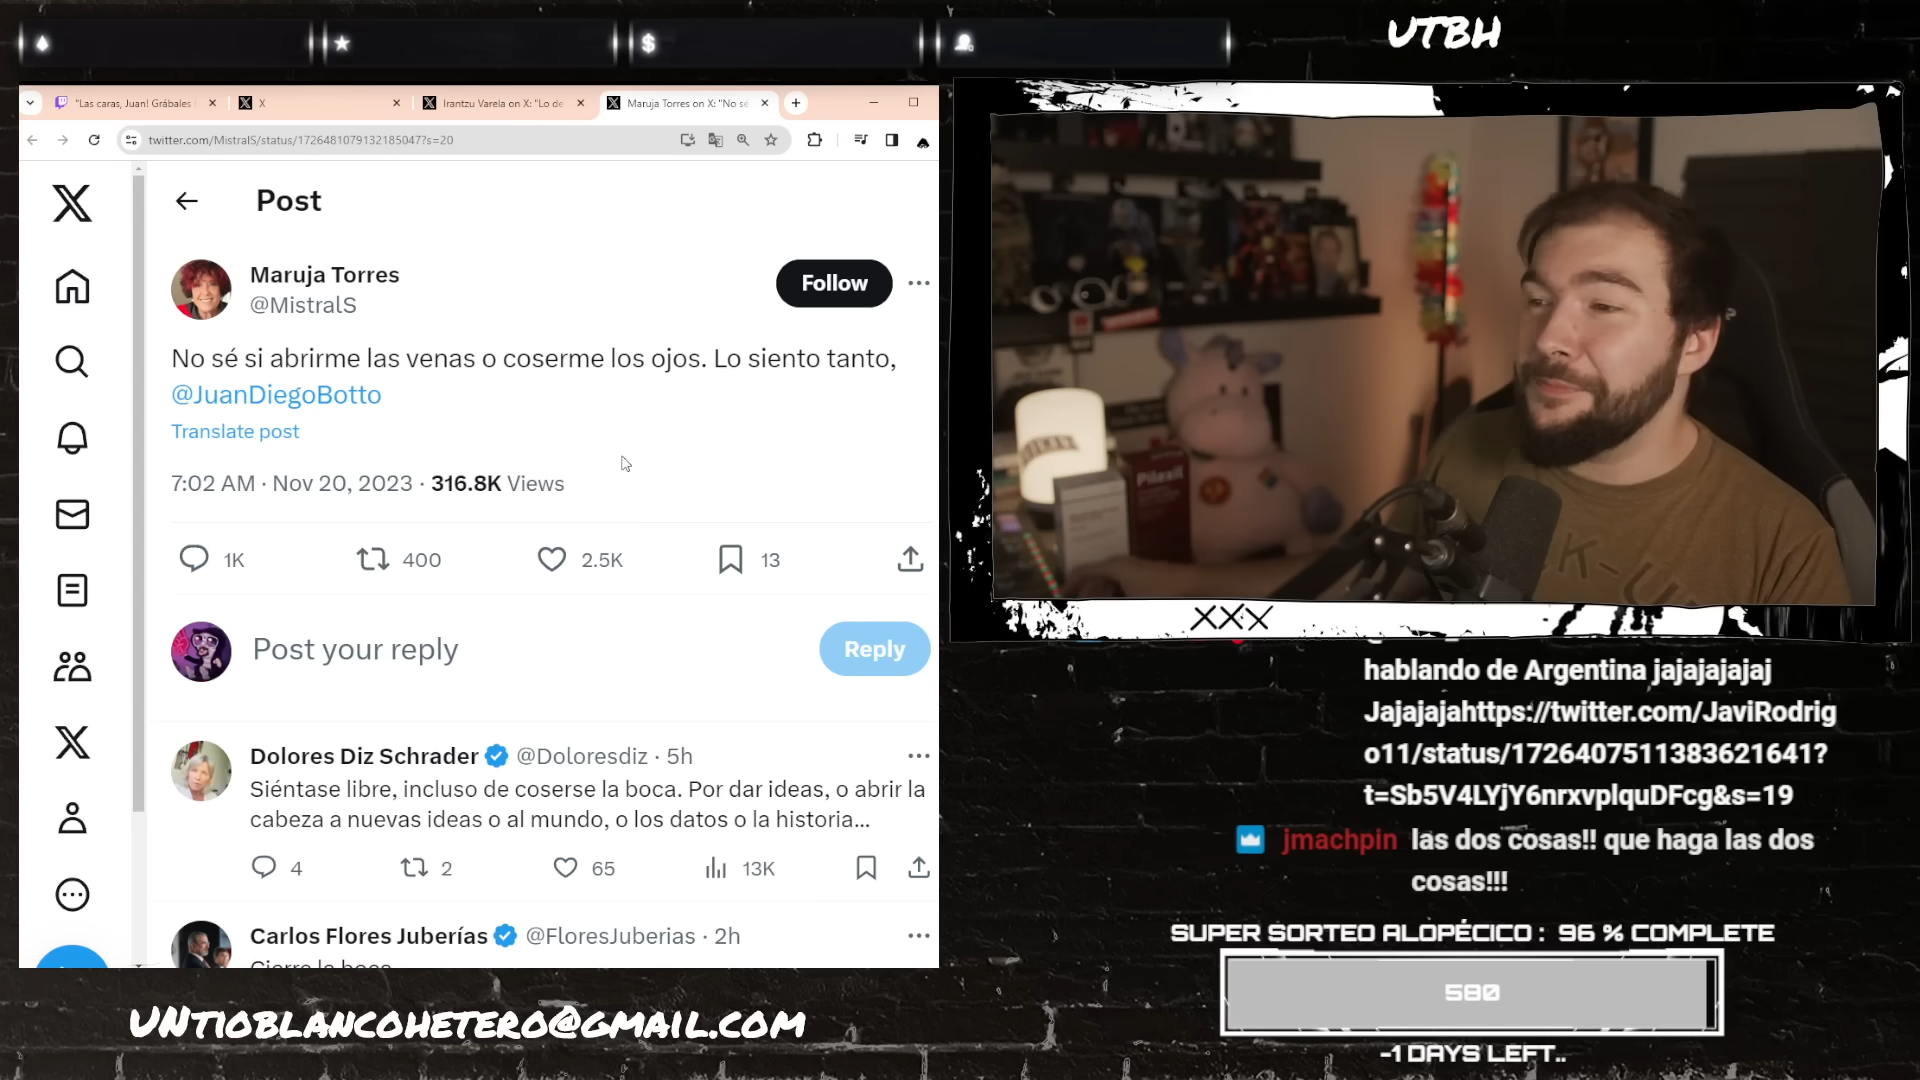 UTBH
"Las caras, Juan! Grábales
X
Irantzu Varela on X: "Lo de
Maruja Torres on X: "No sé
twitter.com/MistralS/status/1726481079132185047?s=20
Post
Maruja Torres
@MistralS
Follow
No sé si abrirme las venas o coserme los ojos. Lo siento tanto,
@JuanDiegoBotto
Translate post
7:02 AM · Nov 20, 2023 · 316.8K Views
1K
400
2.5K
13
Post your reply
Reply
Dolores Diz Schrader @Doloresdiz · 5h
Siéntase libre, incluso de coserse la boca. Por dar ideas, o abrir la
cabeza a nuevas ideas o al mundo, o los datos o la historia...
4
2
65
13K
Carlos Flores Juberías @FloresJuberias · 2h
Pilexil
XXX
hablando de Argentina jajajajajaj
Jajajajahttps://twitter.com/JaviRodrig
o11/status/1726407511383621641?
t=Sb5V4LYjY6nrxvplquDFcg&s=19
jmachpin las dos cosas!! que haga las dos
cosas!!!
SUPER SORTEO ALOPÉCICO : 96 % COMPLETE
580
-1 DAYS LEFT..
UNTIOBLANCOHETERO@GMAIL.COM